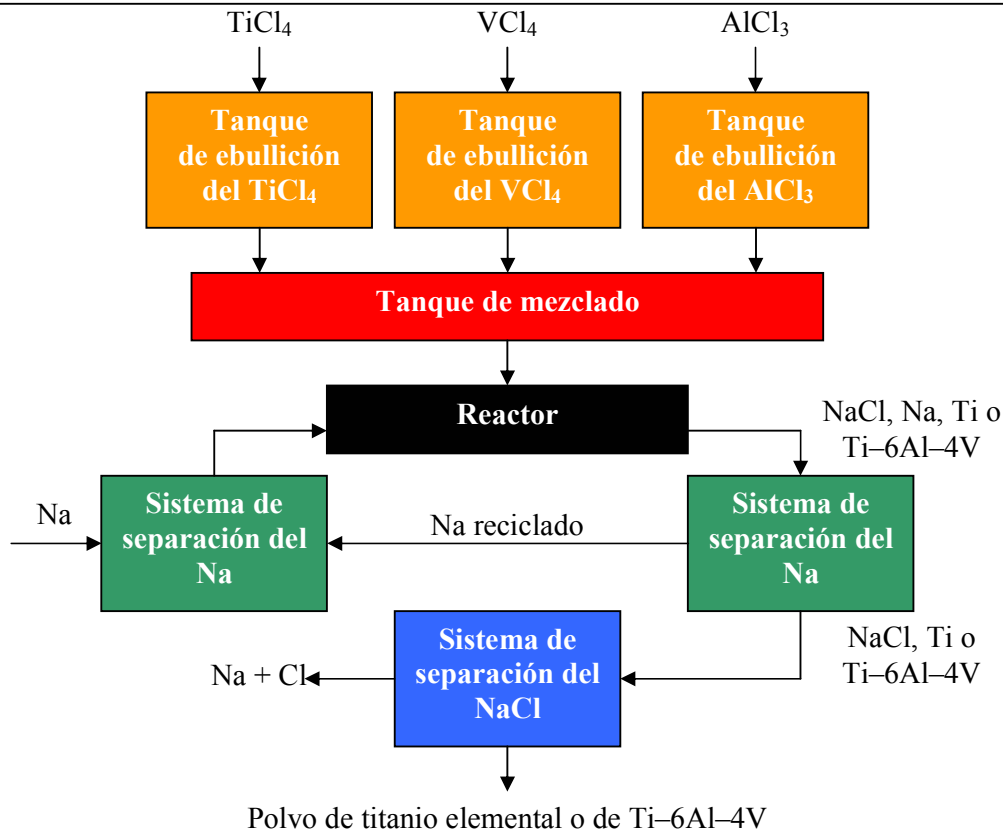 TiCl₄
VCl₄
AlCl₃
Tanque
de ebullición
del TiCl₄
Tanque
de ebullición
del VCl₄
Tanque
de ebullición
del AlCl₃
Tanque de mezclado
Reactor
NaCl, Na, Ti o
Ti–6Al–4V
Na
Sistema de
separación del
Na
Na reciclado
Sistema de
separación del
Na
NaCl, Ti o
Ti–6Al–4V
Sistema de
separación del
NaCl
Na + Cl
Polvo de titanio elemental o de Ti–6Al–4V